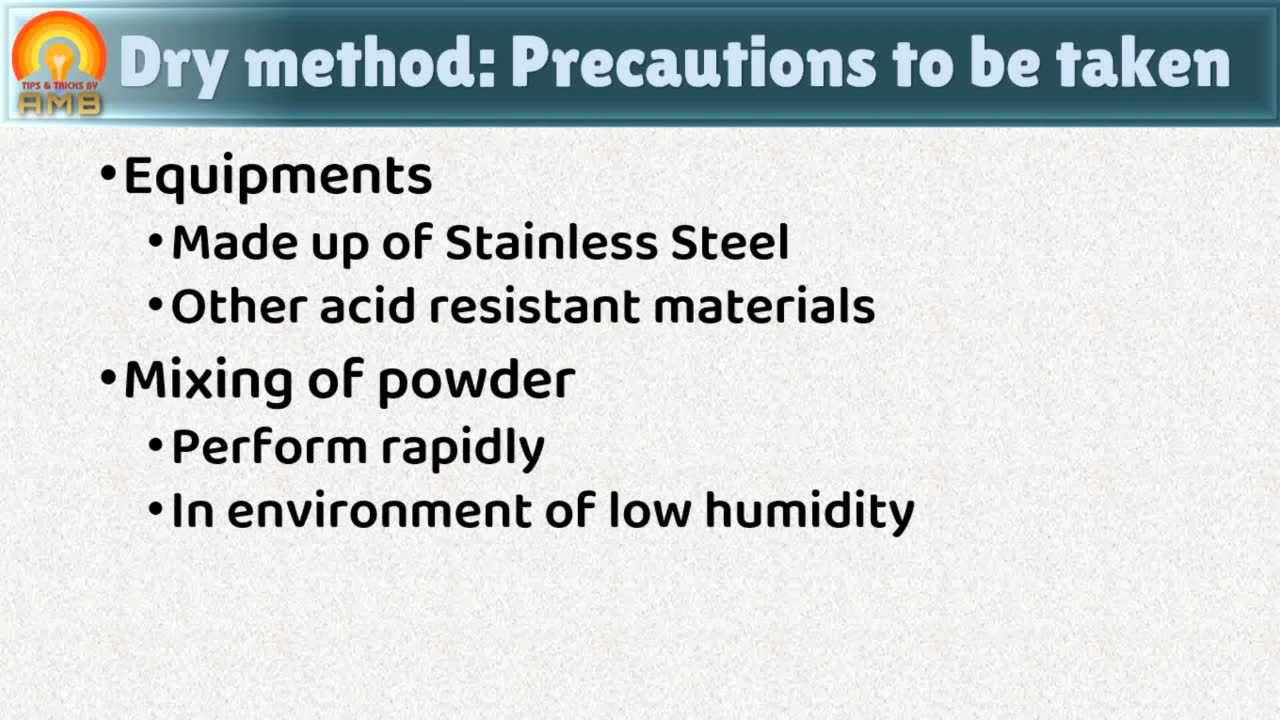 TIPS & TRICKS BY
AMB
Dry method: Precautions to be taken
•Equipments
•Made up of Stainless Steel
•Other acid resistant materials
•Mixing of powder
•Perform rapidly
•In environment of low humidity